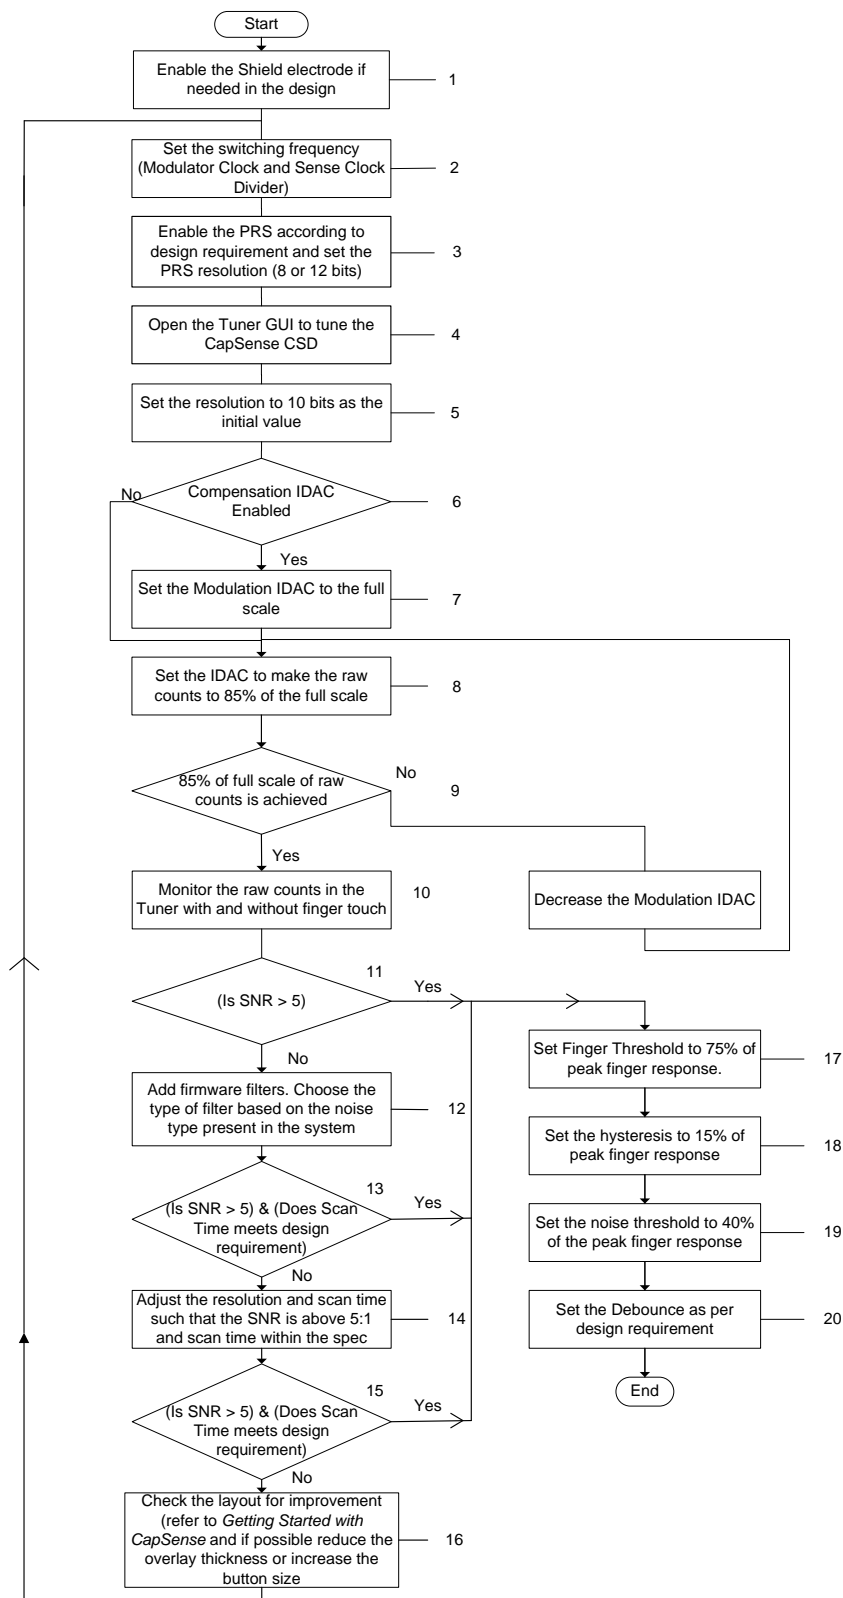 Start
Enable the Shield electrode if
needed in the design
1
Set the switching frequency
(Modulator Clock and Sense Clock
Divider)
2
Enable the PRS according to
design requirement and set the
PRS resolution (8 or 12 bits)
3
Open the Tuner GUI to tune the
CapSense CSD
4
Set the resolution to 10 bits as the
initial value
5
No
Compensation IDAC
Enabled
6
Yes
Set the Modulation IDAC to the full
scale
7
Set the IDAC to make the raw
counts to 85% of the full scale
8
85% of full scale of raw
counts is achieved
No
9
Yes
Monitor the raw counts in the
Tuner with and without finger touch
10
Decrease the Modulation IDAC
11
(Is SNR > 5)
Yes
No
Add firmware filters. Choose the
type of filter based on the noise
type present in the system
12
13
(Is SNR > 5) & (Does Scan
Time meets design
requirement)
Yes
No
Adjust the resolution and scan time
such that the SNR is above 5:1
and scan time within the spec
14
15
(Is SNR > 5) & (Does Scan
Time meets design
requirement)
Yes
No
Check the layout for improvement
(refer to Getting Started with
CapSense and if possible reduce the
overlay thickness or increase the
button size
16
Set Finger Threshold to 75% of
peak finger response.
17
Set the hysteresis to 15% of
peak finger response
18
Set the noise threshold to 40%
of the peak finger response
19
Set the Debounce as per
design requirement
20
End